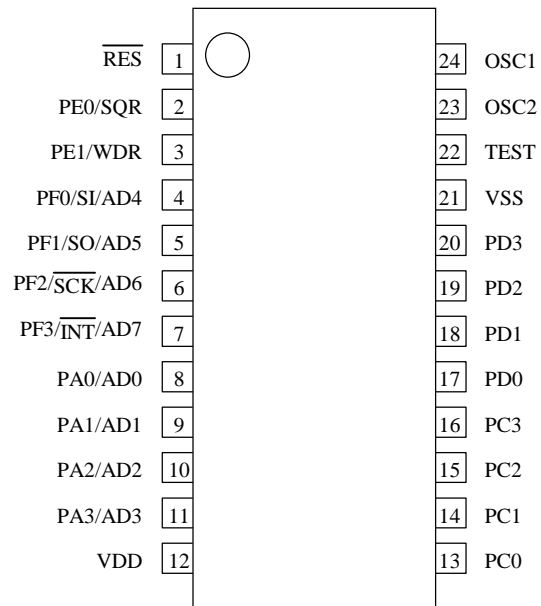 R̅E̅S̅ 1 24 OSC1
PE0/SQR 2 23 OSC2
PE1/WDR 3 22 TEST
PF0/SI/AD4 4 21 VSS
PF1/SO/AD5 5 20 PD3
PF2/S̅C̅K̅/AD6 6 19 PD2
PF3/I̅N̅T̅/AD7 7 18 PD1
PA0/AD0 8 17 PD0
PA1/AD1 9 16 PC3
PA2/AD2 10 15 PC2
PA3/AD3 11 14 PC1
VDD 12 13 PC0